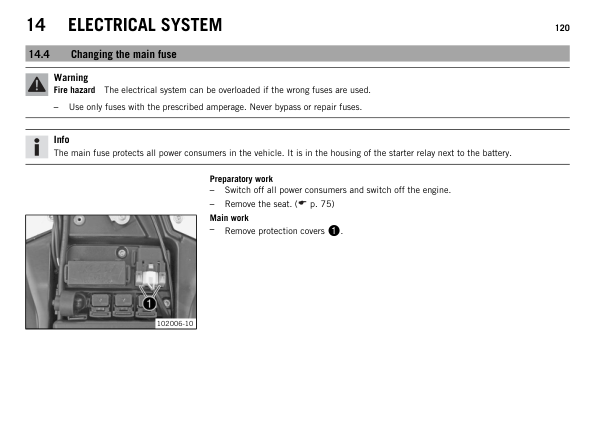 14 ELECTRICAL SYSTEM 120
14.4 Changing the main fuse
Warning
Fire hazard The electrical system can be overloaded if the wrong fuses are used.
– Use only fuses with the prescribed amperage. Never bypass or repair fuses.
Info
The main fuse protects all power consumers in the vehicle. It is in the housing of the starter relay next to the battery.
Preparatory work
– Switch off all power consumers and switch off the engine.
– Remove the seat. (☛ p. 75)
Main work
– Remove protection covers ❶.
1
102006-10